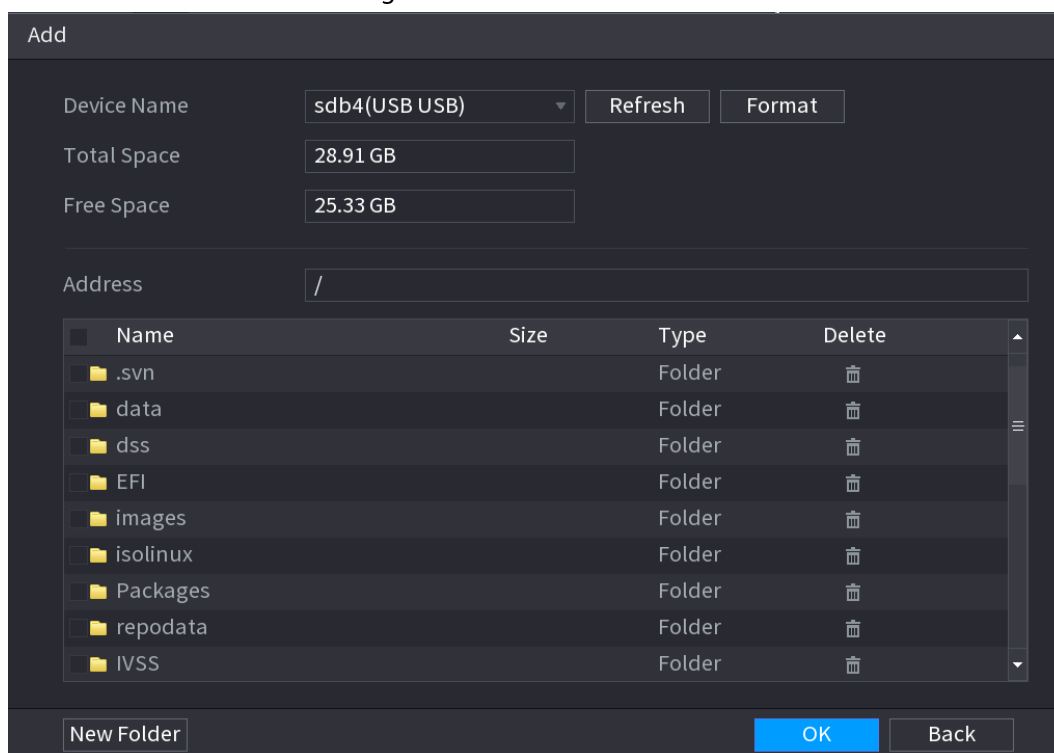 Add
Device Name sdb4(USB USB) Refresh Format
Total Space 28.91 GB
Free Space 25.33 GB
Address /
Name Size Type Delete
.svn Folder
data Folder
dss Folder
EFI Folder
images Folder
isolinux Folder
Packages Folder
repodata Folder
IVSS Folder
New Folder OK Back